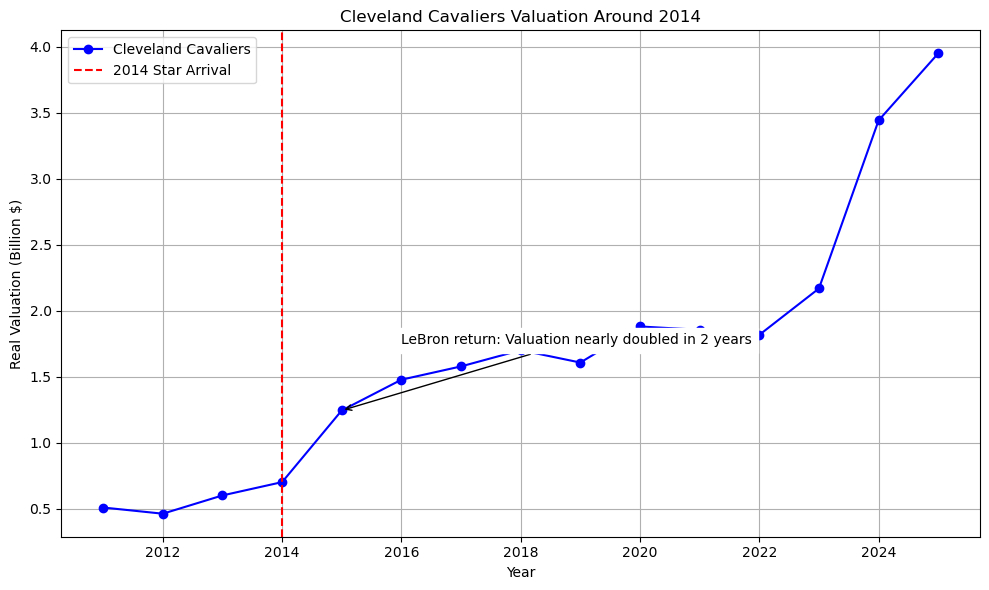 Cleveland Cavaliers Valuation Around 2014
Cleveland Cavaliers
2014 Star Arrival
Real Valuation (Billion $)
4.0
3.5
3.0
2.5
2.0
1.5
1.0
0.5
LeBron return: Valuation nearly doubled in 2 years
2012 2014 2016 2018 2020 2022 2024
Year